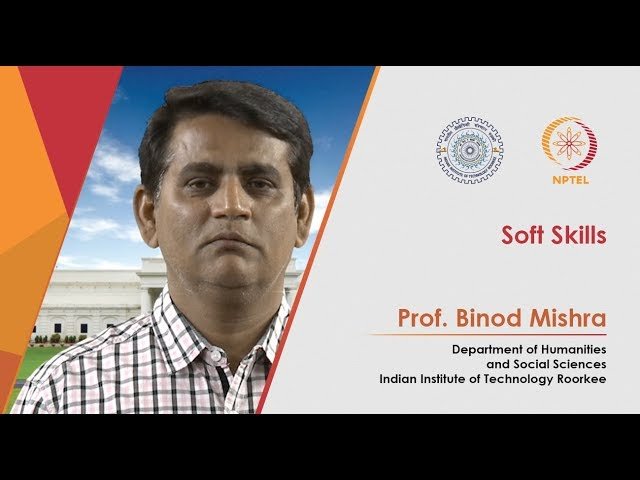 NPTEL
Soft Skills
Prof. Binod Mishra
Department of Humanities
and Social Sciences
Indian Institute of Technology Roorkee